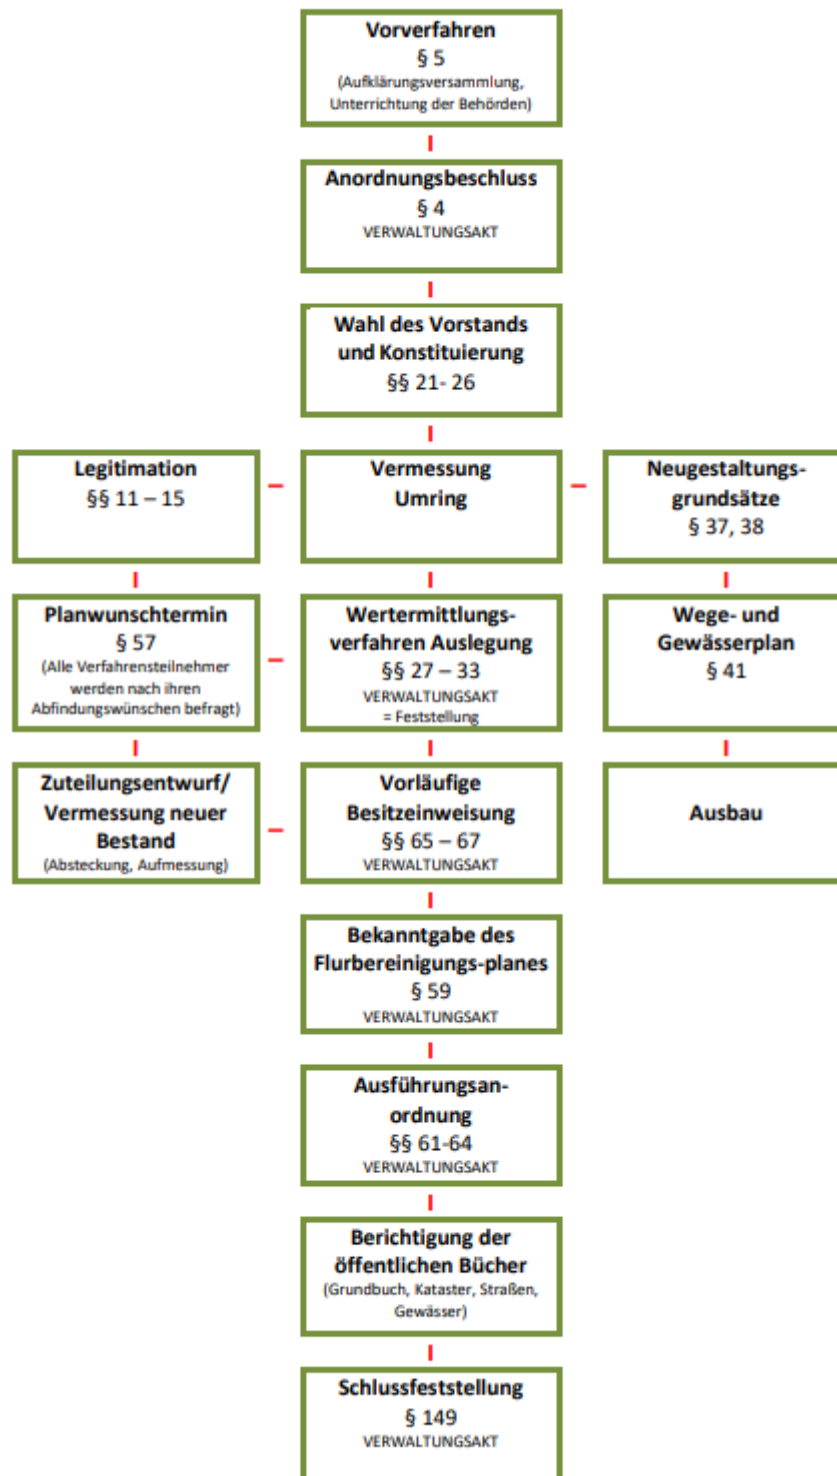 Vorverfahren
§ 5
(Aufklärungsversammlung,
Unterrichtung der Behörden)
Anordnungsbeschluss
§ 4
VERWALTUNGSAKT
Wahl des Vorstands
und Konstituierung
§§ 21- 26
Legitimation
§§ 11 – 15
Vermessung
Umring
Neugestaltungs-
grundsätze
§ 37, 38
Planwunschtermin
§ 57
(Alle Verfahrensteilnehmer
werden nach ihren
Abfindungswünschen befragt)
Wertermittlungs-
verfahren Auslegung
§§ 27 – 33
VERWALTUNGSAKT
= Feststellung
Wege- und
Gewässerplan
§ 41
Zuteilungsentwurf/
Vermessung neuer
Bestand
(Absteckung, Aufmessung)
Vorläufige
Besitzeinweisung
§§ 65 – 67
VERWALTUNGSAKT
Ausbau
Bekanntgabe des
Flurbereinigungs-planes
§ 59
VERWALTUNGSAKT
Ausführungsan-
ordnung
§§ 61-64
VERWALTUNGSAKT
Berichtigung der
öffentlichen Bücher
(Grundbuch, Kataster, Straßen,
Gewässer)
Schlussfeststellung
§ 149
VERWALTUNGSAKT